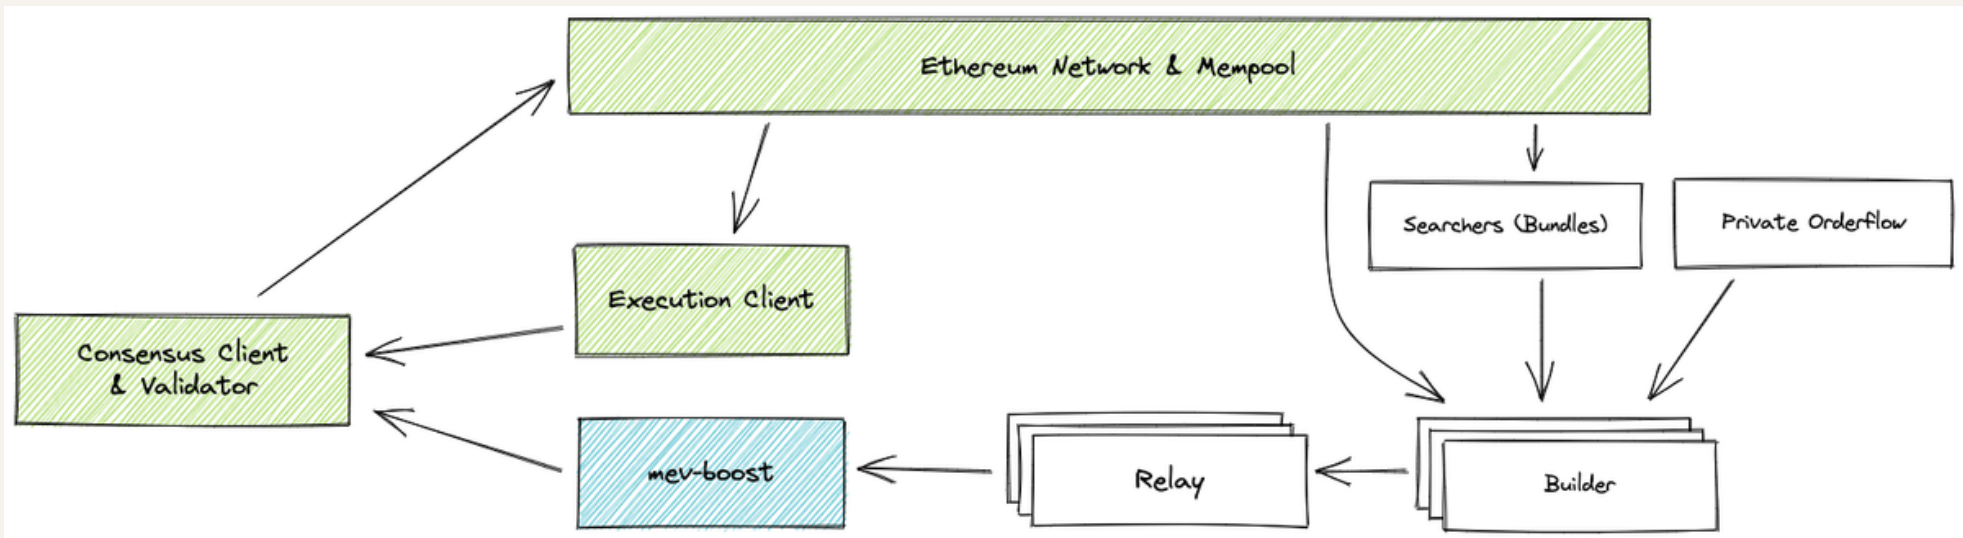 Ethereum Network & Mempool
Searchers (Bundles)
Private Orderflow
Execution Client
Consensus Client
& Validator
mev-boost
Relay
Builder